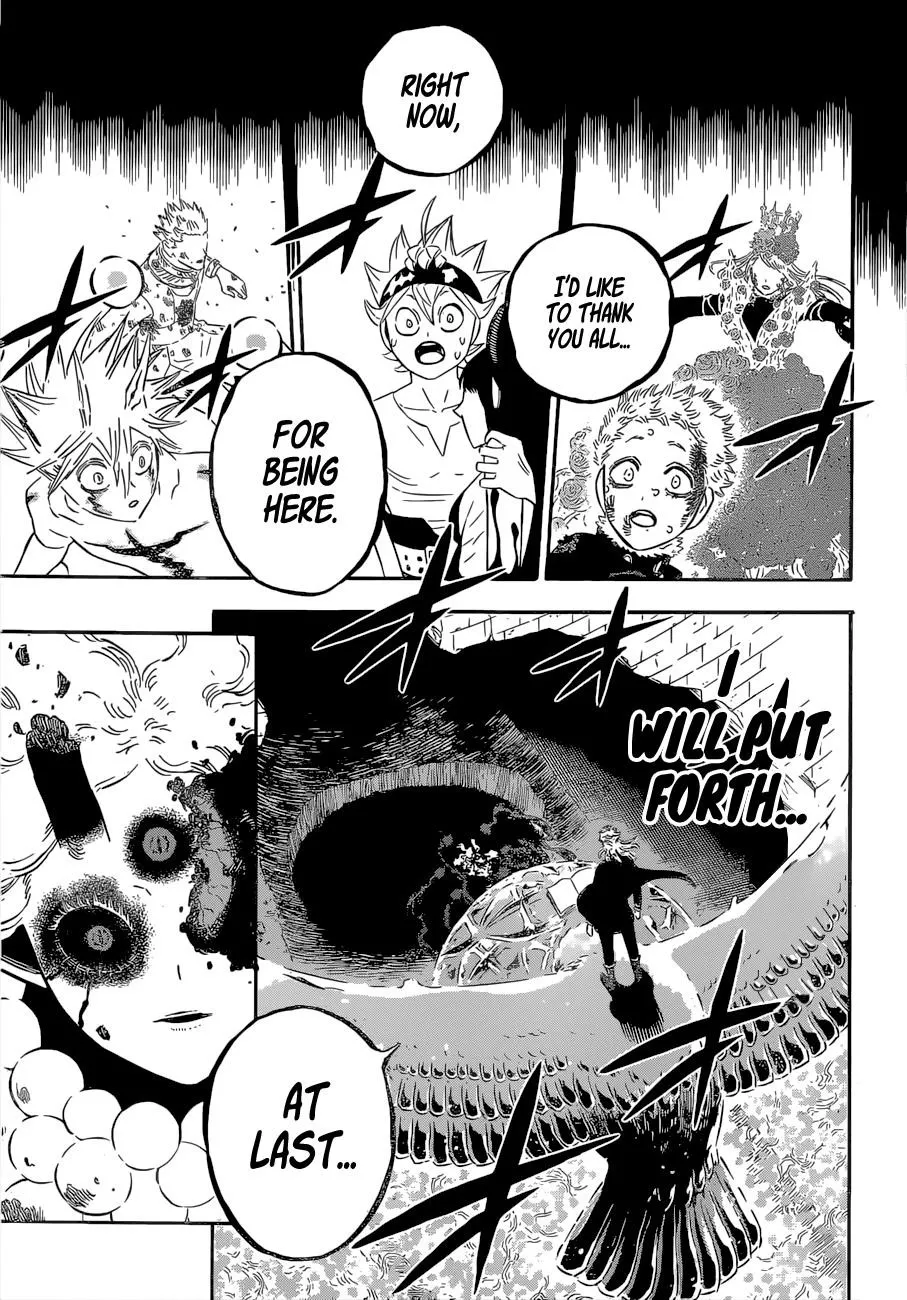 RIGHT
NOW,
I'D LIKE
TO THANK
YOU ALL...
FOR
BEING
HERE.
I
WILL PUT
FORTH...
AT
LAST...